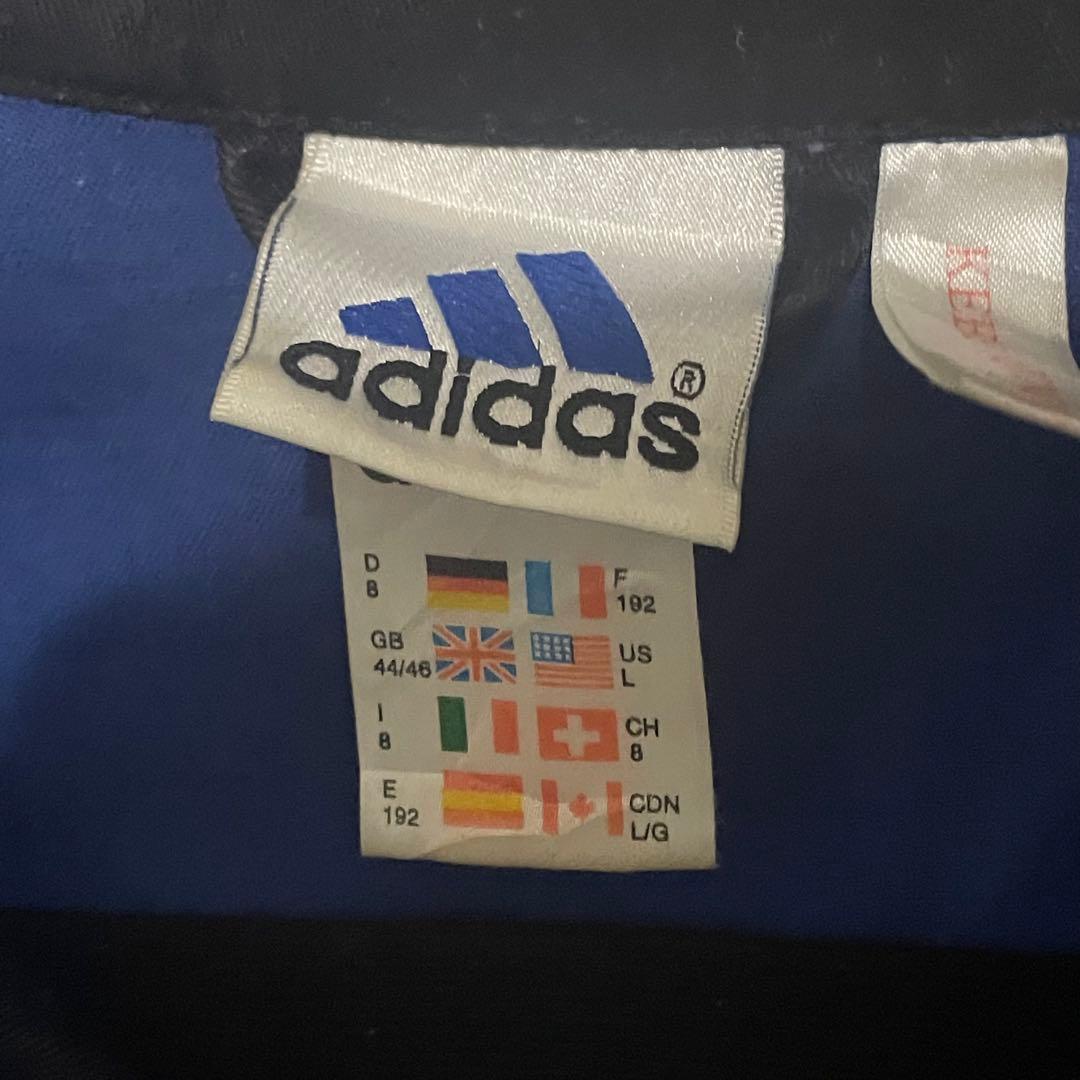 adidas ®
D 8
F 192
GB 44/46
US L
I 8
CH 8
E 192
CDN L/G